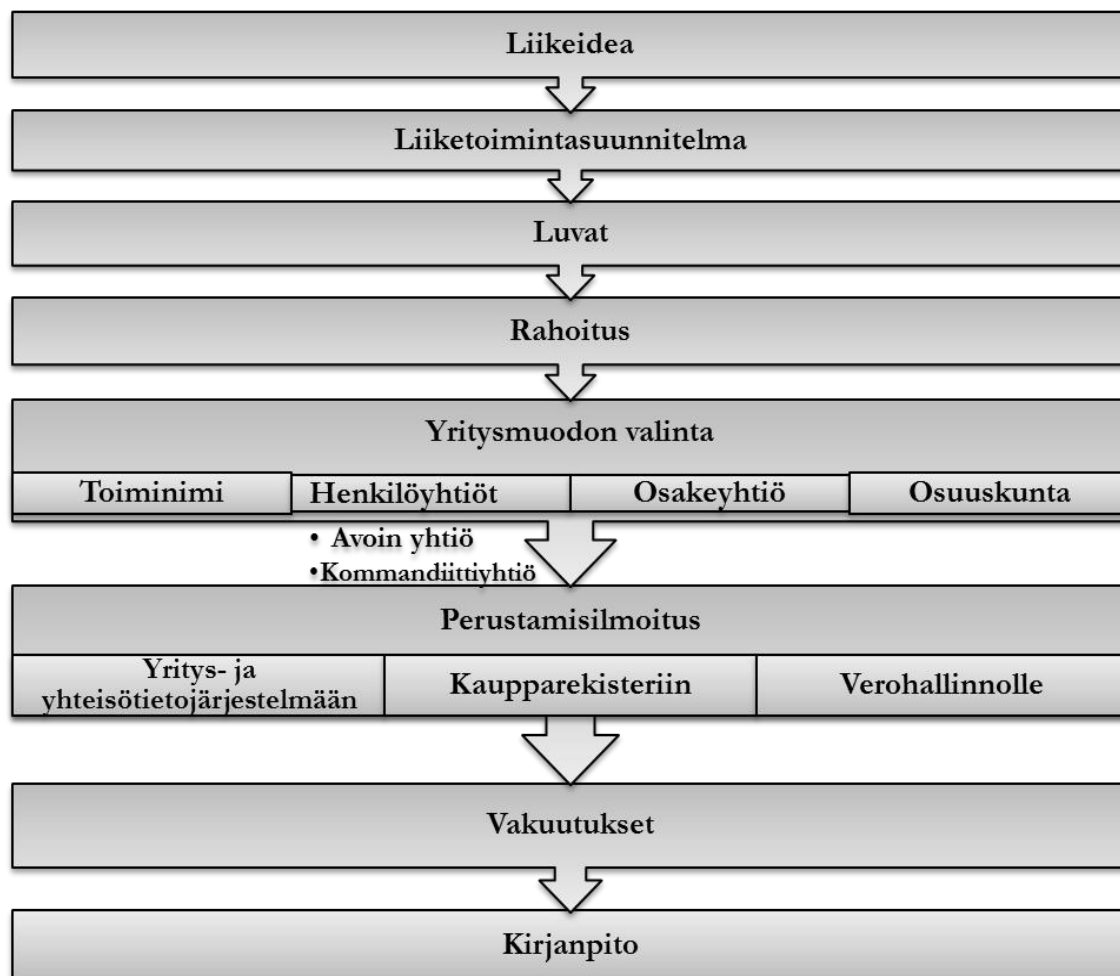 Liikeidea
Liiketoimintasuunnitelma
Luvat
Rahoitus
Yritysmuodon valinta
Toiminimi
Henkilöyhtiöt
Osakeyhtiö
Osuuskunta
• Avoin yhtiö
•Kommandiittiyhtiö
Perustamisilmoitus
Yritys- ja
yhteisötietojärjestelmään
Kaupparekisteriin
Verohallinnolle
Vakuutukset
Kirjanpito